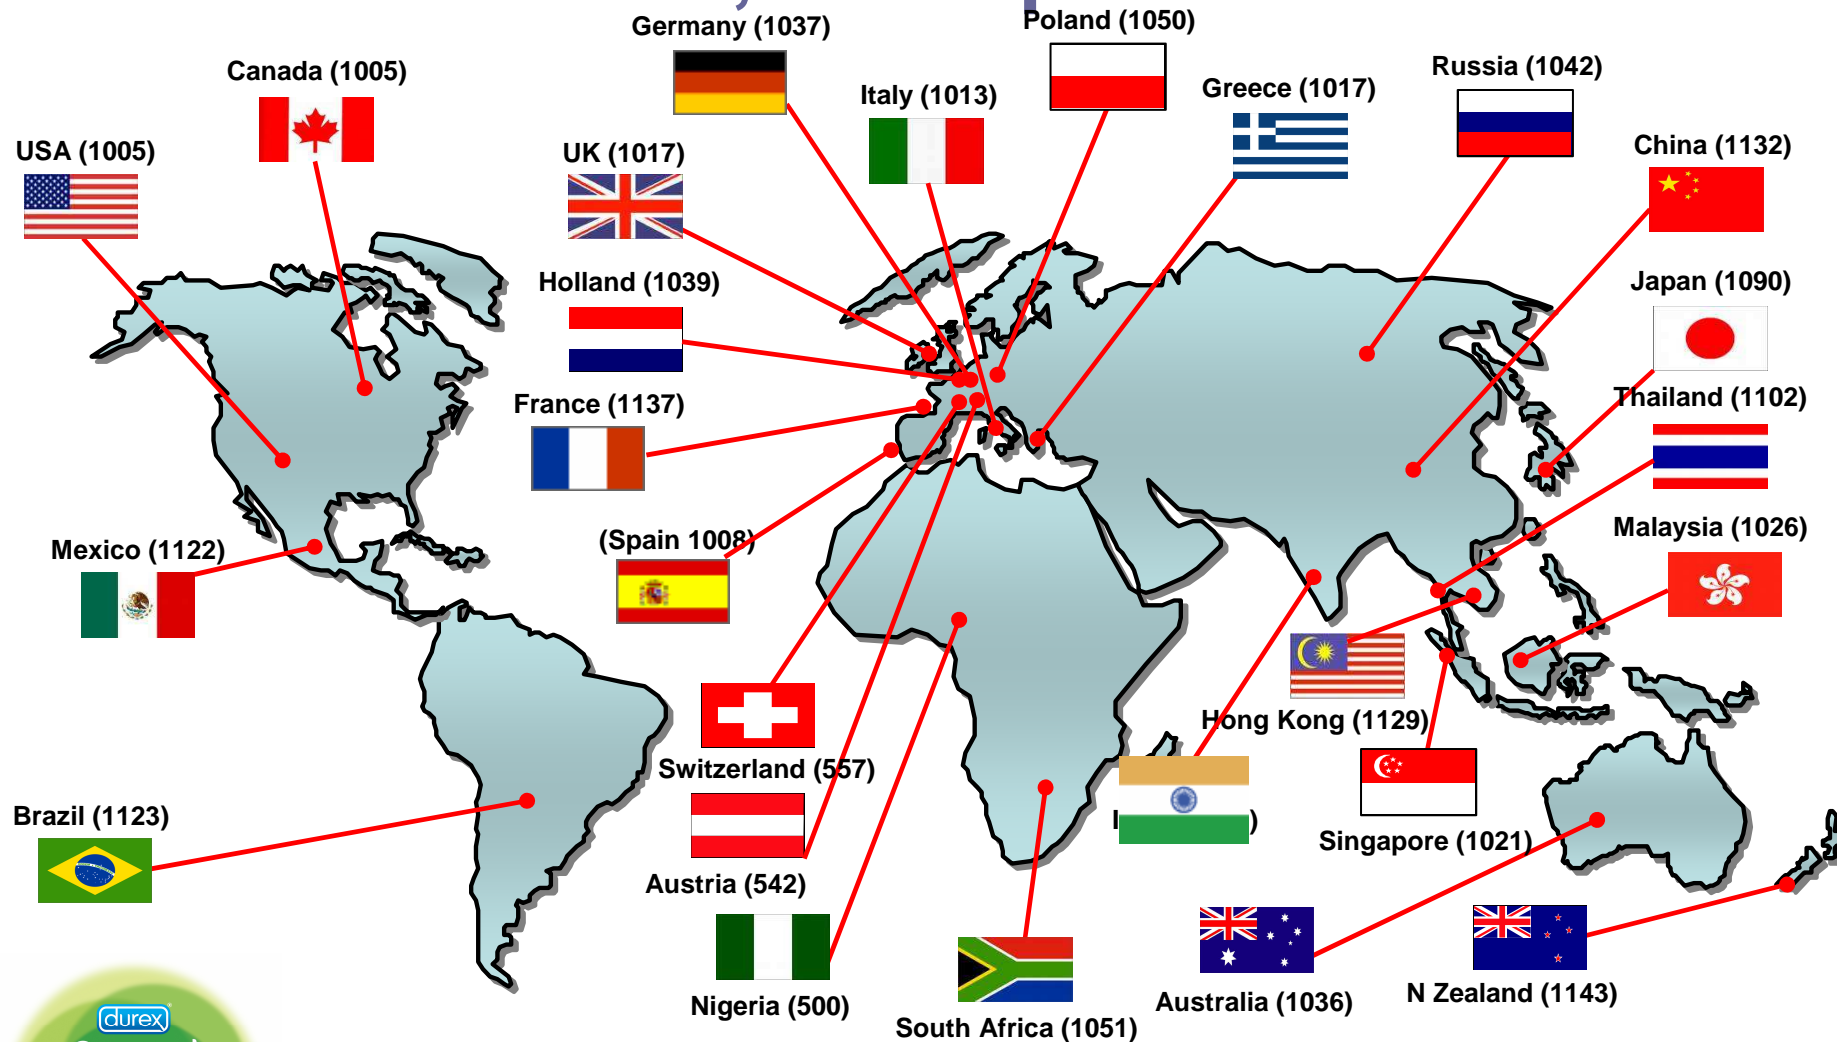 Germany (1037)
Poland (1050)
Canada (1005)
Russia (1042)
Italy (1013)
Greece (1017)
USA (1005)
UK (1017)
China (1132)
Holland (1039)
Japan (1090)
France (1137)
Thailand (1102)
Mexico (1122)
(Spain 1008)
Malaysia (1026)
Hong Kong (1129)
Switzerland (557)
Brazil (1123)
)
Singapore (1021)
Austria (542)
Nigeria (500)
South Africa (1051)
Australia (1036)
N Zealand (1143)
durex